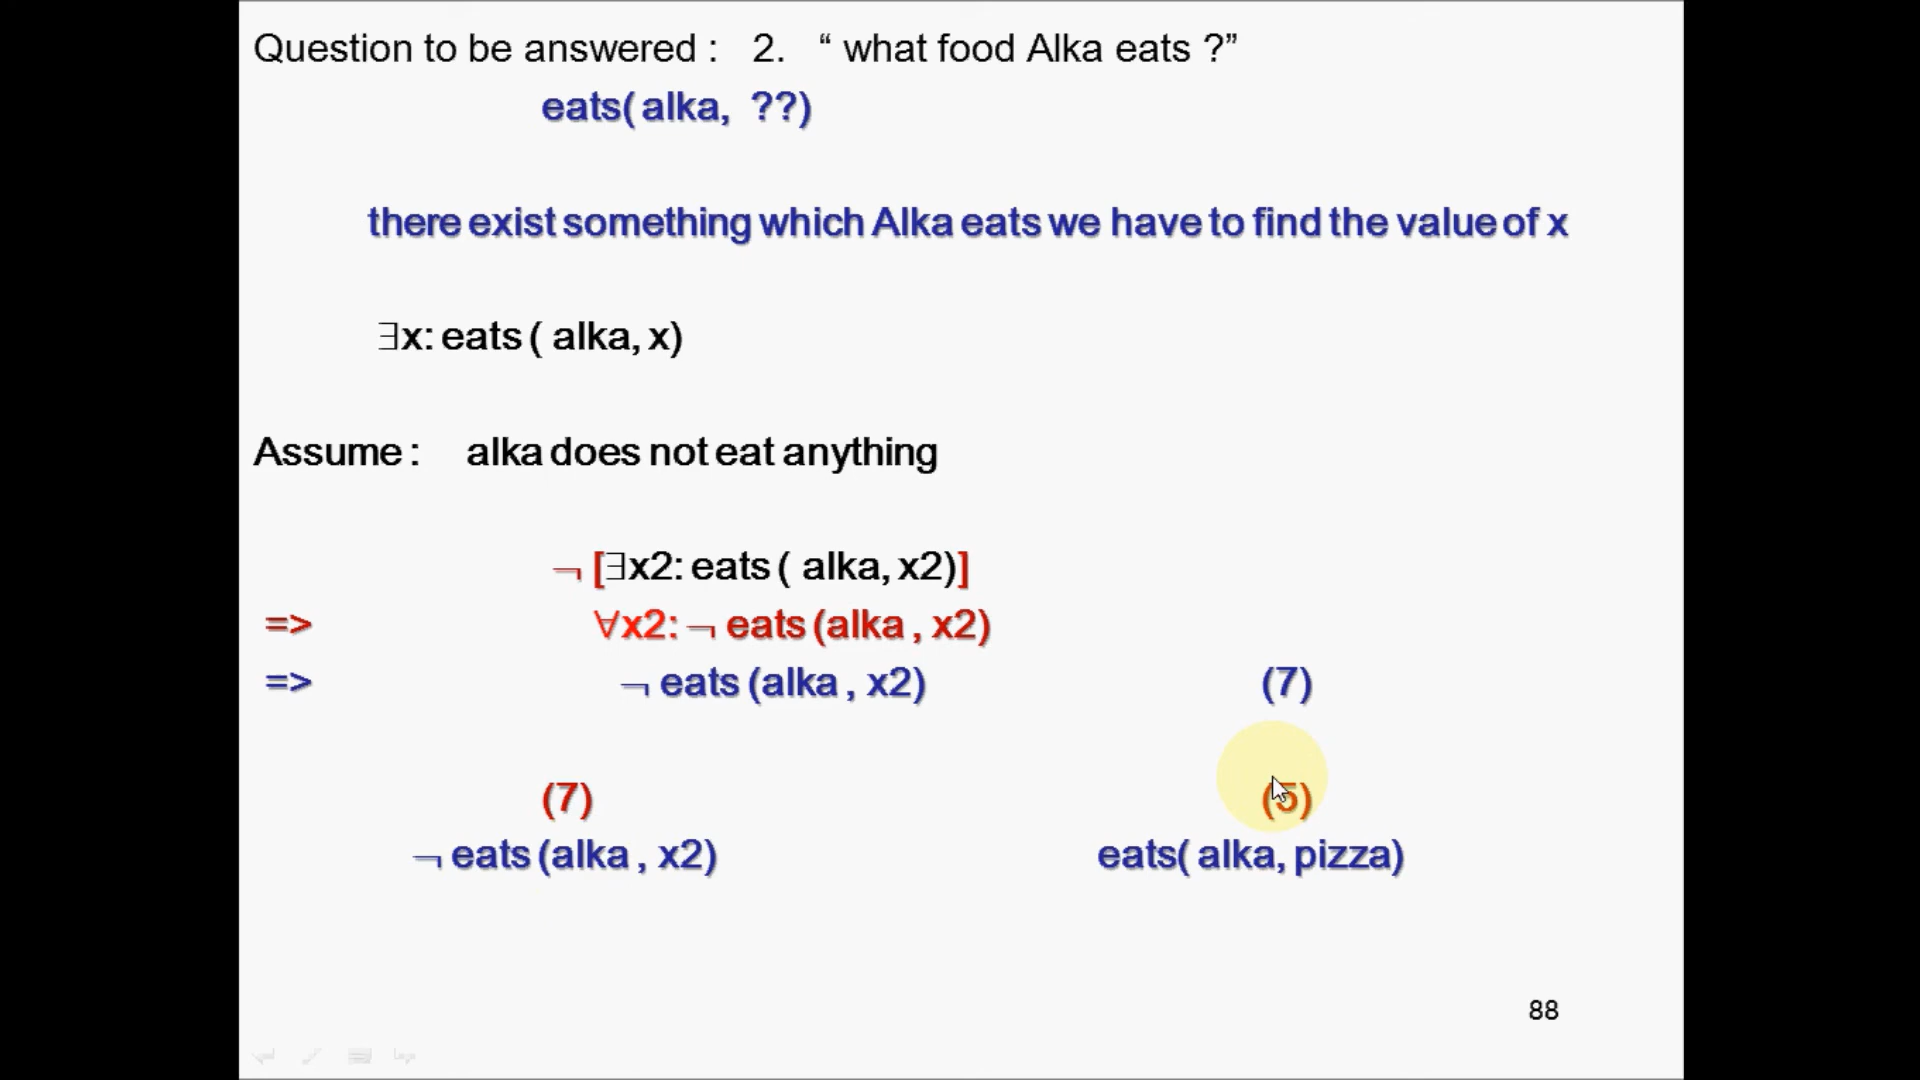 Question to be answered : 2. “ what food Alka eats ?”
eats( alka, ??)
there exist something which Alka eats we have to find the value of x
∃x: eats ( alka, x)
Assume : alka does not eat anything
¬ [∃x2: eats ( alka, x2)]
=> ∀x2: ¬ eats (alka , x2)
=> ¬ eats (alka , x2) (7)
(7) (5)
¬ eats (alka , x2) eats( alka, pizza)
88